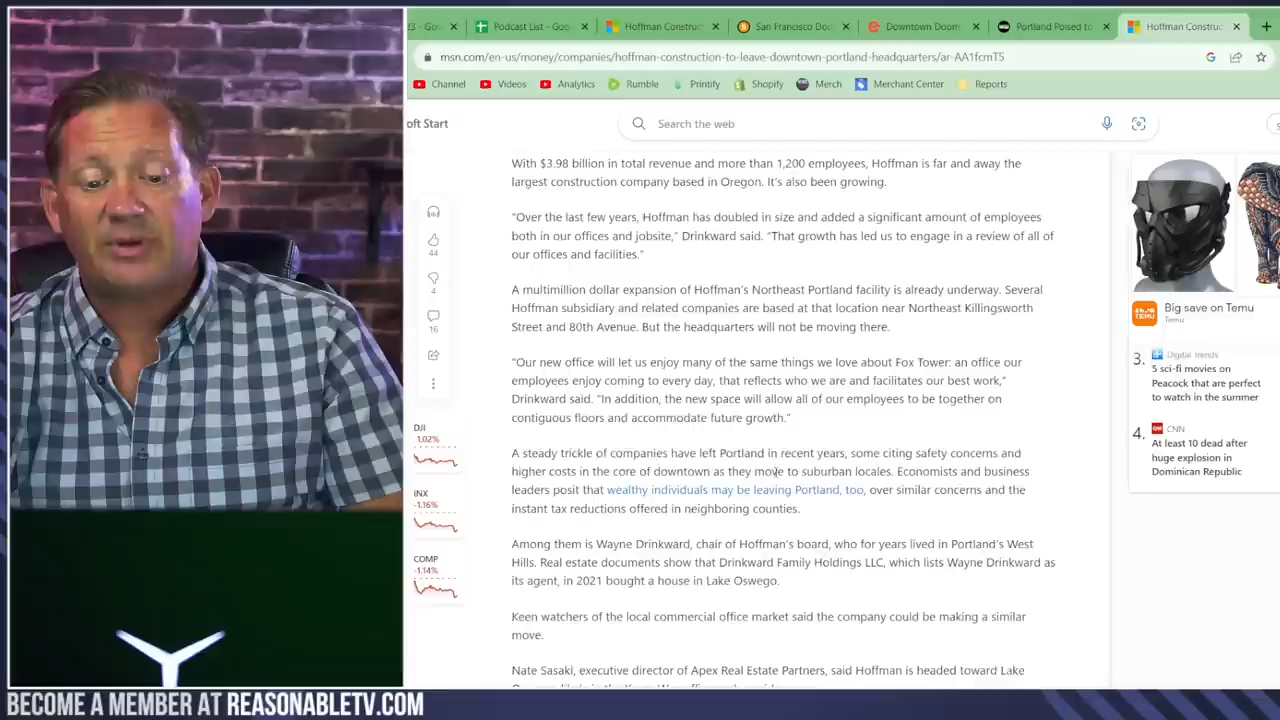 3 - Goo
Podcast List - Goo
Hoffman Construc
San Francisco Doo
Downtown Doom
Portland Poised to
Hoffman Construc
msn.com/en-us/money/companies/hoffman-construction-to-leave-downtown-portland-headquarters/ar-AA1fcmT5
Channel
Videos
Analytics
Rumble
Printify
Shopify
Merch
Merchant Center
Reports
oft Start
Search the web
With $3.98 billion in total revenue and more than 1,200 employees, Hoffman is far and away the
largest construction company based in Oregon. It's also been growing.
"Over the last few years, Hoffman has doubled in size and added a significant amount of employees
both in our offices and jobsite," Drinkward said. "That growth has led us to engage in a review of all of
our offices and facilities."
A multimillion dollar expansion of Hoffman's Northeast Portland facility is already underway. Several
Hoffman subsidiary and related companies are based at that location near Northeast Killingsworth
Street and 80th Avenue. But the headquarters will not be moving there.
"Our new office will let us enjoy many of the same things we love about Fox Tower: an office our
employees enjoy coming to every day, that reflects who we are and facilitates our best work,"
Drinkward said. "In addition, the new space will allow all of our employees to be together on
contiguous floors and accommodate future growth."
A steady trickle of companies have left Portland in recent years, some citing safety concerns and
higher costs in the core of downtown as they move to suburban locales. Economists and business
leaders posit that wealthy individuals may be leaving Portland, too, over similar concerns and the
instant tax reductions offered in neighboring counties.
Among them is Wayne Drinkward, chair of Hoffman's board, who for years lived in Portland's West
Hills. Real estate documents show that Drinkward Family Holdings LLC, which lists Wayne Drinkward as
its agent, in 2021 bought a house in Lake Oswego.
Keen watchers of the local commercial office market said the company could be making a similar
move.
Nate Sasaki, executive director of Apex Real Estate Partners, said Hoffman is headed toward Lake
44
4
16
DJI
-1.02%
INX
-1.16%
COMP
-1.14%
TEMU
Big save on Temu
Temu
3.
Digital Trends
5 sci-fi movies on
Peacock that are perfect
to watch in the summer
4.
CNN
At least 10 dead after
huge explosion in
Dominican Republic
BECOME A MEMBER AT REASONABLETV.COM